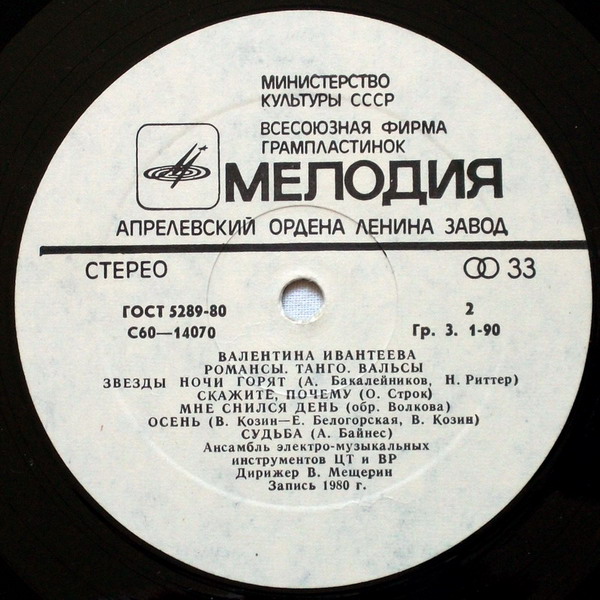 МИНИСТЕРСТВО
КУЛЬТУРЫ СССР
ВСЕСОЮЗНАЯ ФИРМА
ГРАМПЛАСТИНОК
МЕЛОДИЯ
АПРЕЛЕВСКИЙ ОРДЕНА ЛЕНИНА ЗАВОД
СТЕРЕО 33
ГОСТ 5289-80 2
С60—14070 Гр. 3. 1-90
ВАЛЕНТИНА ИВАНТЕЕВА
РОМАНСЫ. ТАНГО. ВАЛЬСЫ
ЗВЕЗДЫ НОЧИ ГОРЯТ (А. Бакалейников, Н. Риттер)
СКАЖИТЕ, ПОЧЕМУ (О. Строк)
МНЕ СНИЛСЯ ДЕНЬ (обр. Волкова)
ОСЕНЬ (В. Козин—Е. Белогорская, В. Козин)
СУДЬБА (А. Байнес)
Ансамбль электро-музыкальных
инструментов ЦТ и ВР
Дирижер В. Мещерин
Запись 1980 г.